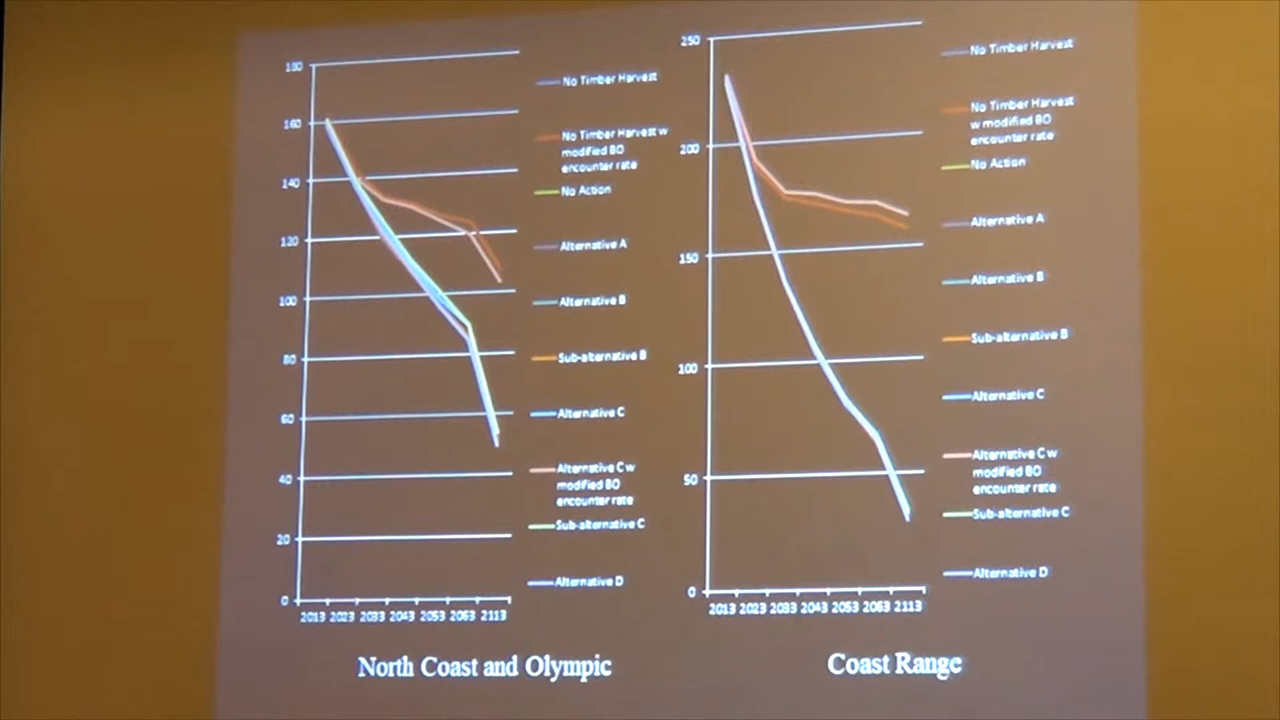 180
160
140
120
100
80
60
40
20
0
2013 2023 2033 2043 2053 2063 2113
No Timber Harvest
No Timber Harvest w
modified BO
encounter rate
No Action
Alternative A
Alternative B
Sub-alternative B
Alternative C
Alternative C w
modified BO
encounter rate
Sub-alternative C
Alternative D
North Coast and Olympic
250
200
150
100
50
0
2013 2023 2033 2043 2053 2063 2113
No Timber Harvest
No Timber Harvest
w modified BO
encounter rate
No Action
Alternative A
Alternative B
Sub-alternative B
Alternative C
Alternative C w
modified BO
encounter rate
Sub-alternative C
Alternative D
Coast Range